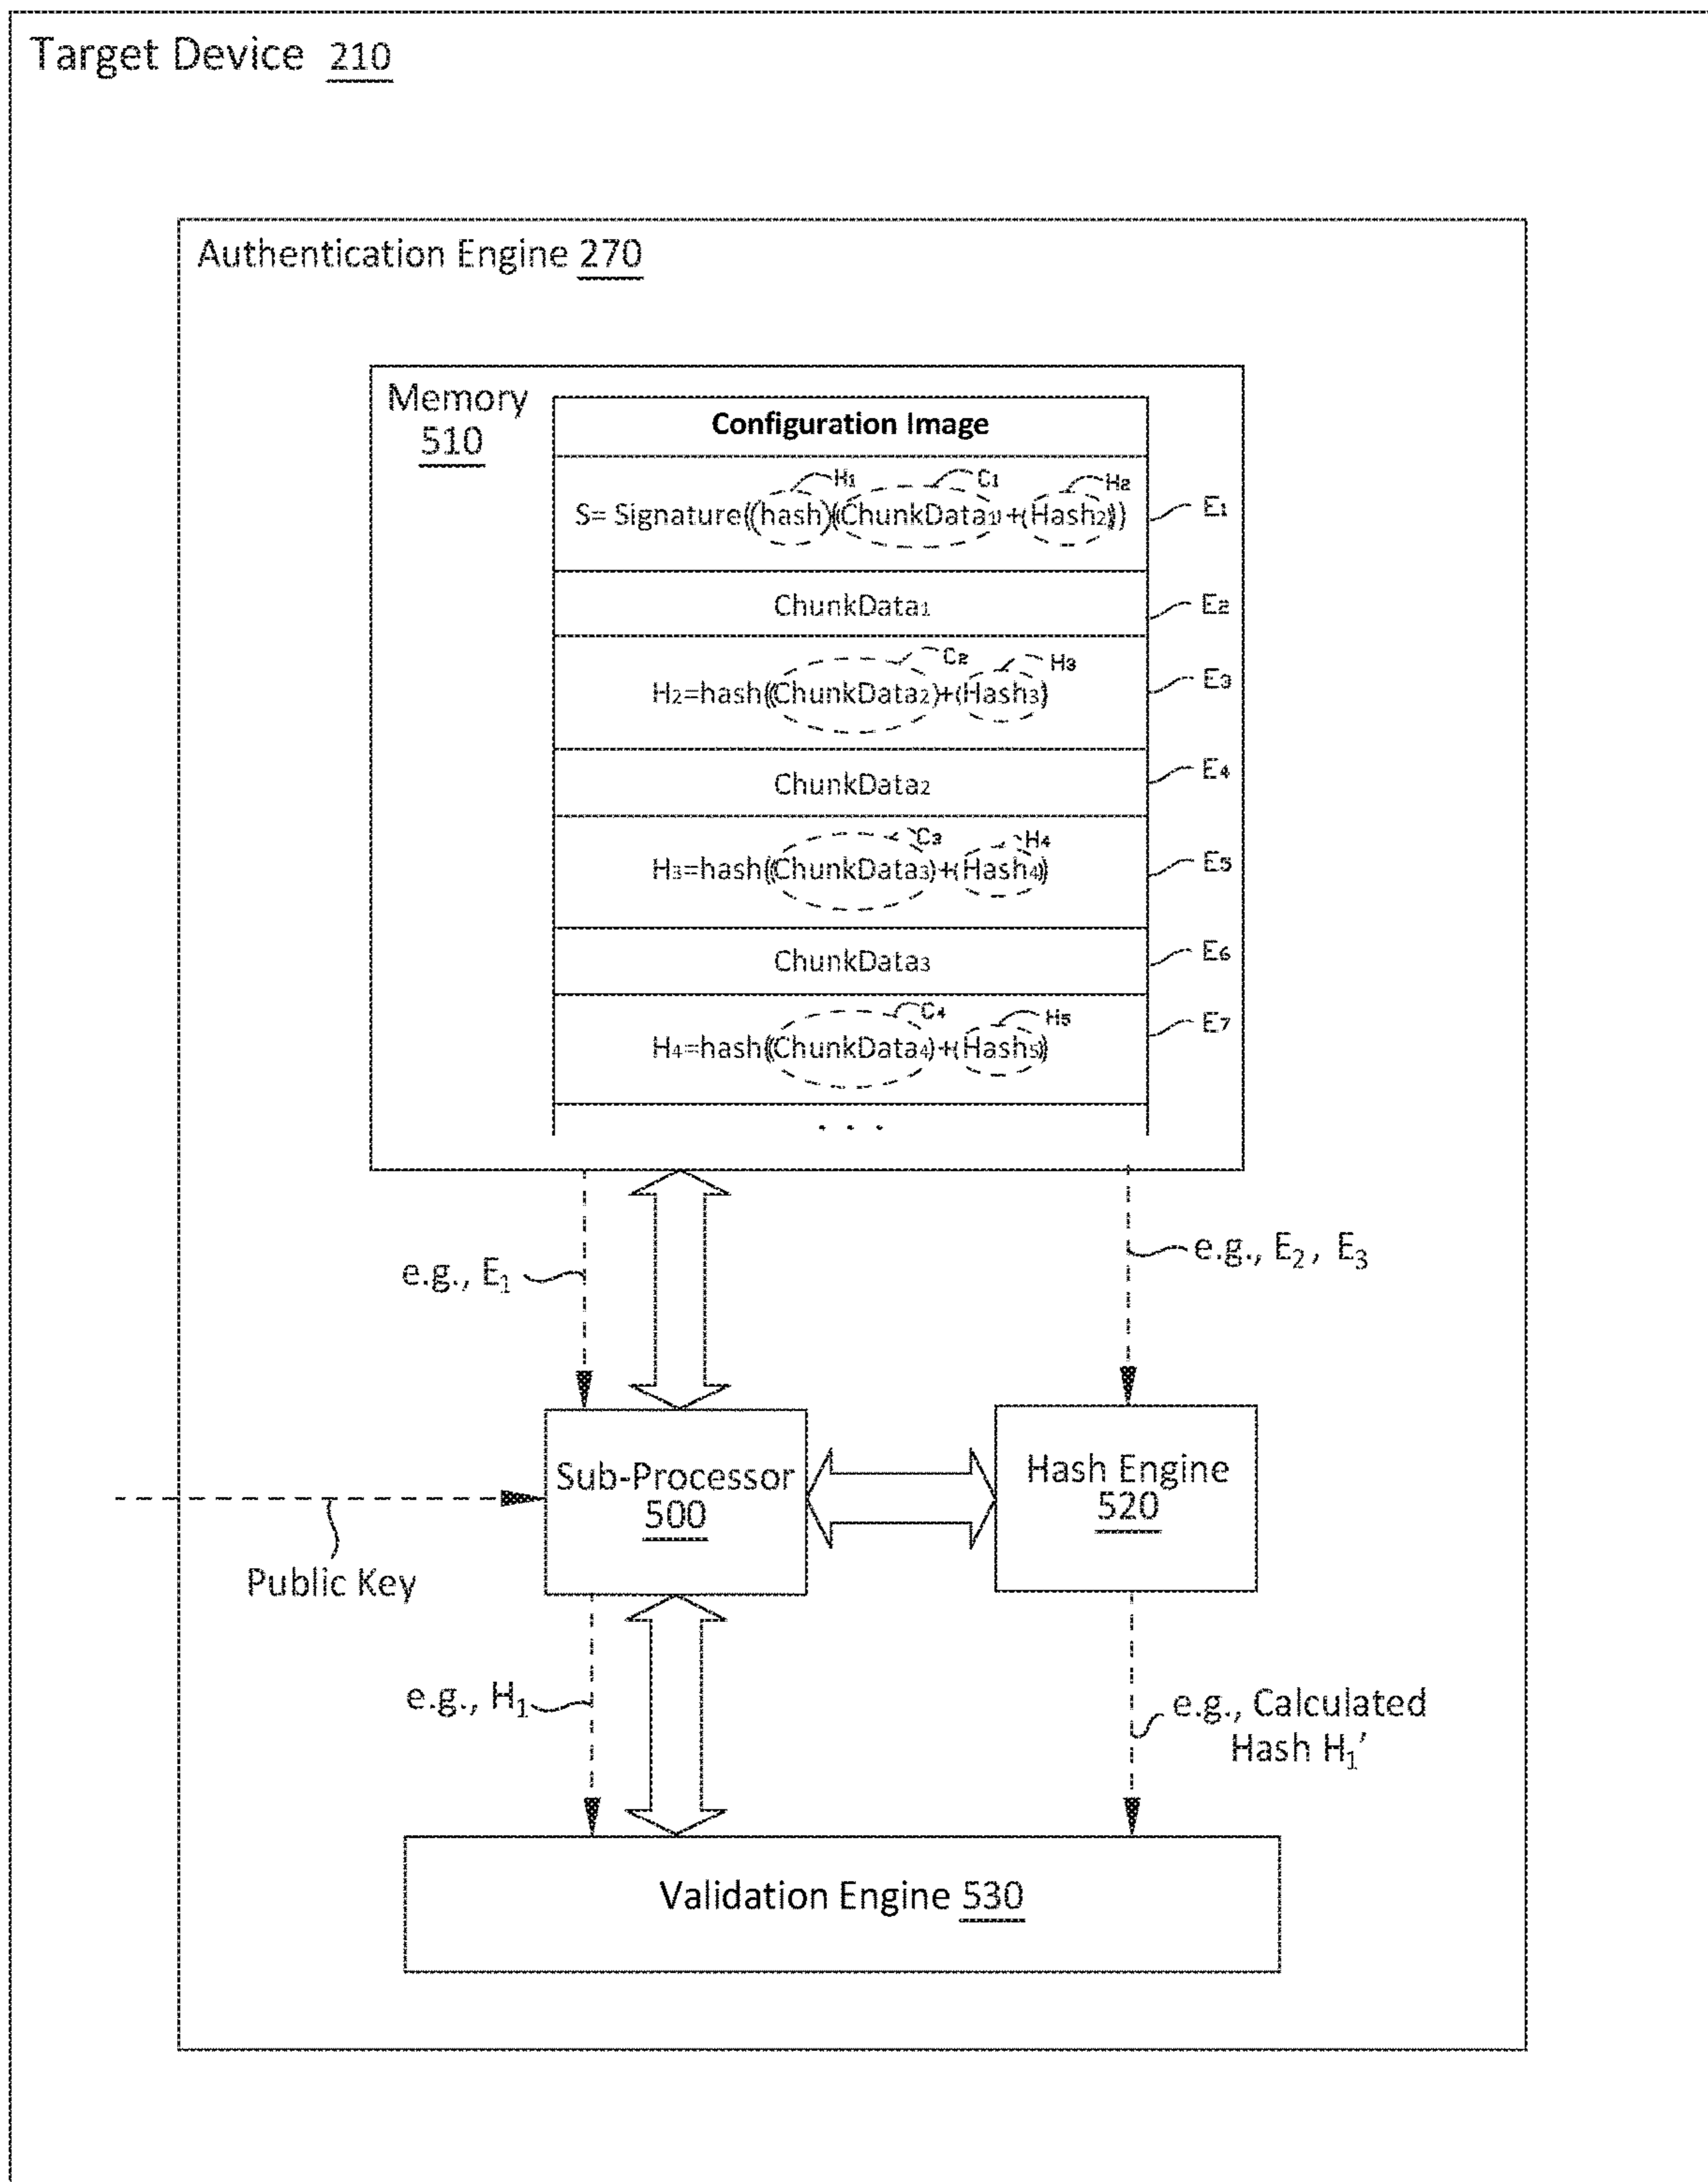 Target Device 210
Authentication Engine 270
Memory
510
Configuration Image
H₁ C₁ H₂
S= Signature((hash)(ChunkData₁)+(Hash₂)) E₁
ChunkData₁ E₂
C₂ H₃
H₂=hash((ChunkData₂)+(Hash₃)) E₃
ChunkData₂ E₄
C₃ H₄
H₃=hash((ChunkData₃)+(Hash₄)) E₅
ChunkData₃ E₆
C₄ H₅
H₄=hash((ChunkData₄)+(Hash₅)) E₇
. . .
e.g., E₁
e.g., E₂, E₃
Sub-Processor
500
Hash Engine
520
Public Key
e.g., H₁
e.g., Calculated
Hash H₁’
Validation Engine 530